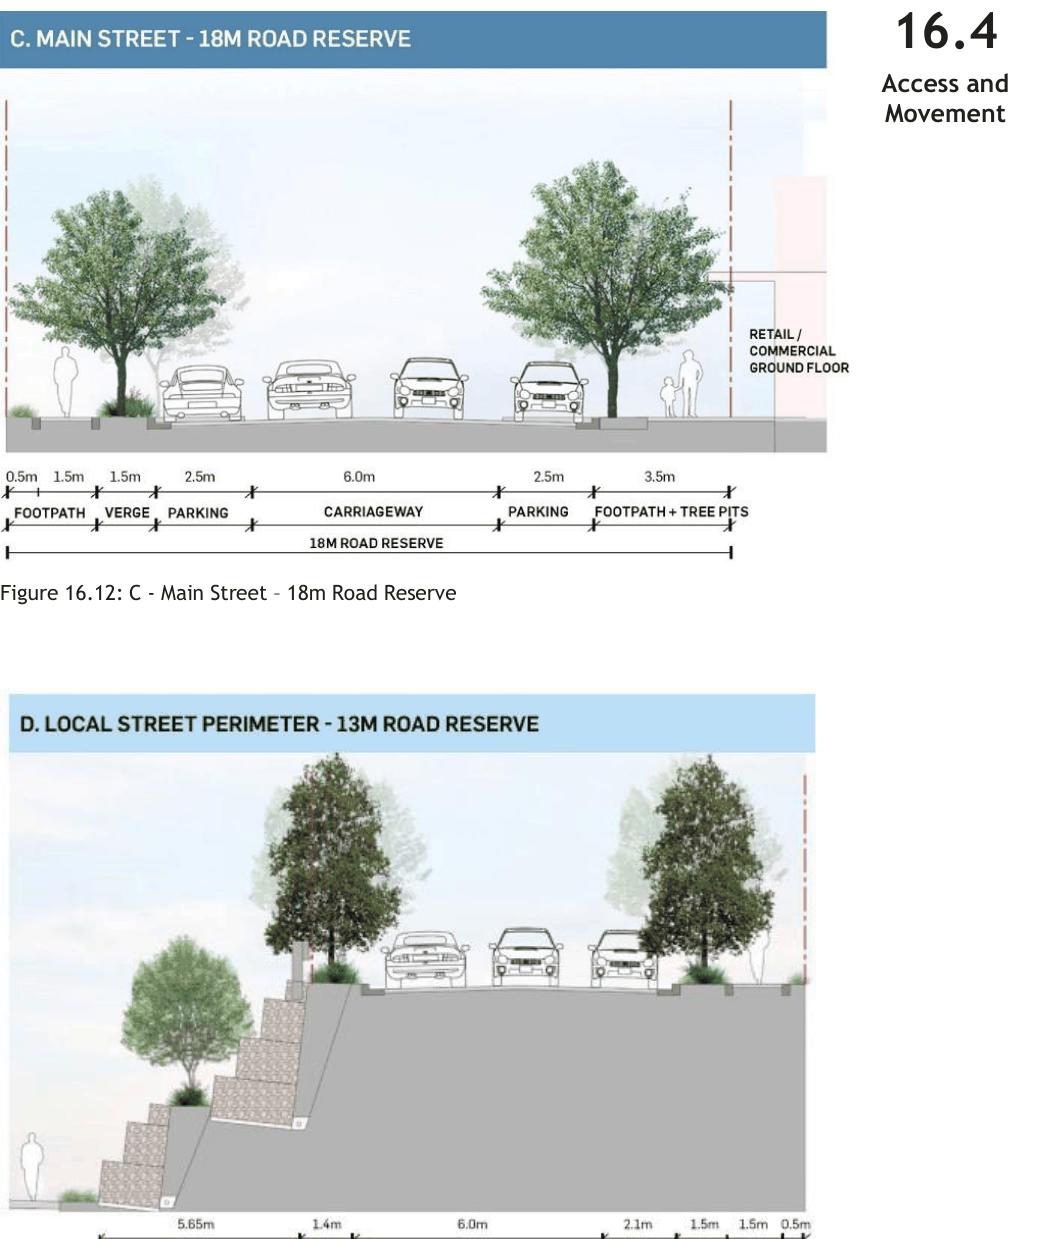 C. MAIN STREET - 18M ROAD RESERVE
16.4
Access and
Movement
RETAIL /
COMMERCIAL
GROUND FLOOR
0.5m 1.5m 1.5m 2.5m 6.0m 2.5m 3.5m
FOOTPATH VERGE PARKING CARRIAGEWAY PARKING FOOTPATH + TREE PITS
18M ROAD RESERVE
Figure 16.12: C - Main Street – 18m Road Reserve
D. LOCAL STREET PERIMETER - 13M ROAD RESERVE
5.65m 1.4m 6.0m 2.1m 1.5m 1.5m 0.5m